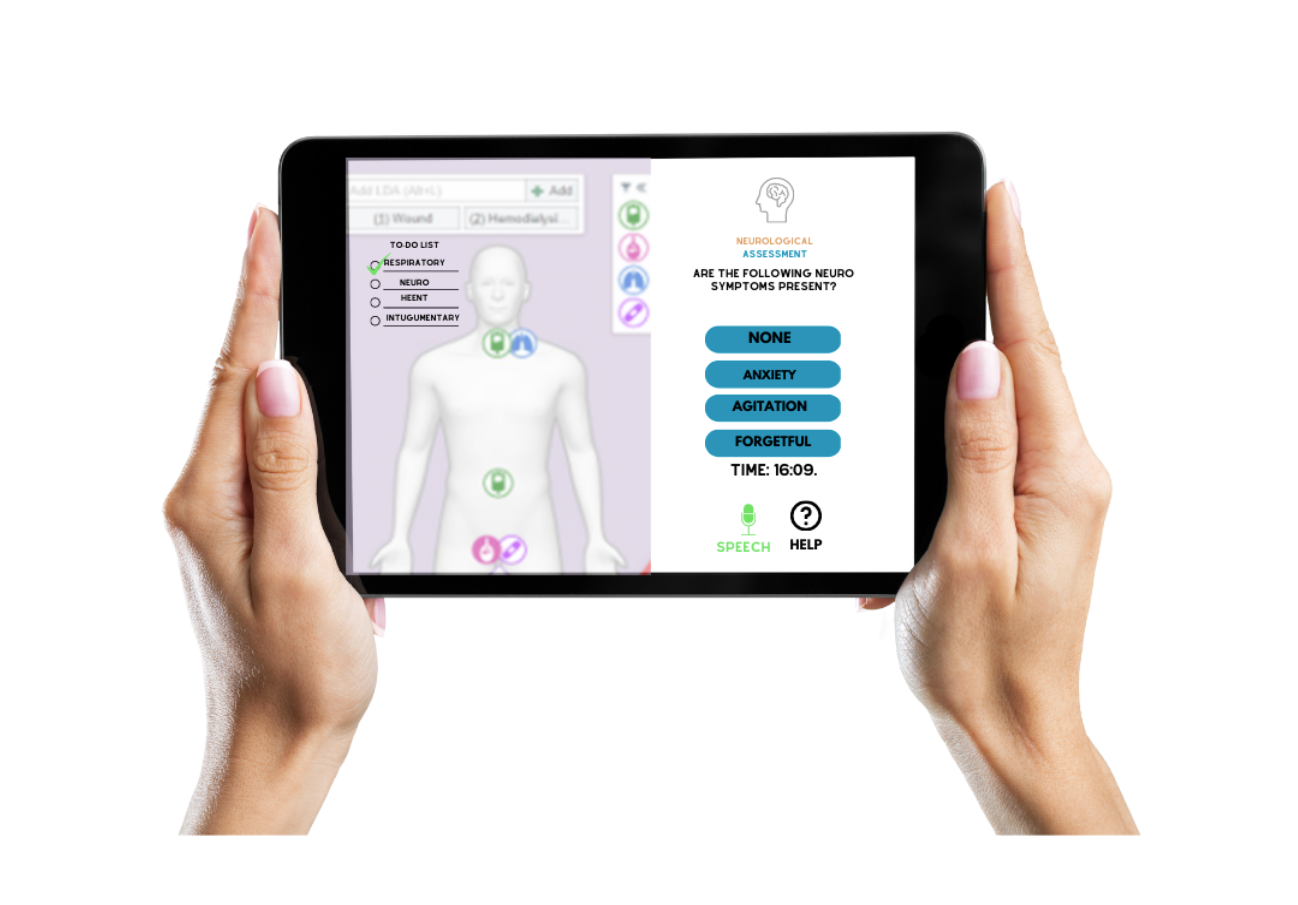 Add LDA (Alt+L)
Add
(1) Wound
(2) Hemodialysi...
TO-DO LIST
RESPIRATORY
NEURO
HEENT
INTUGUMENTARY
NEUROLOGICAL
ASSESSMENT
ARE THE FOLLOWING NEURO
SYMPTOMS PRESENT?
NONE
ANXIETY
AGITATION
FORGETFUL
TIME: 16:09.
SPEECH
HELP